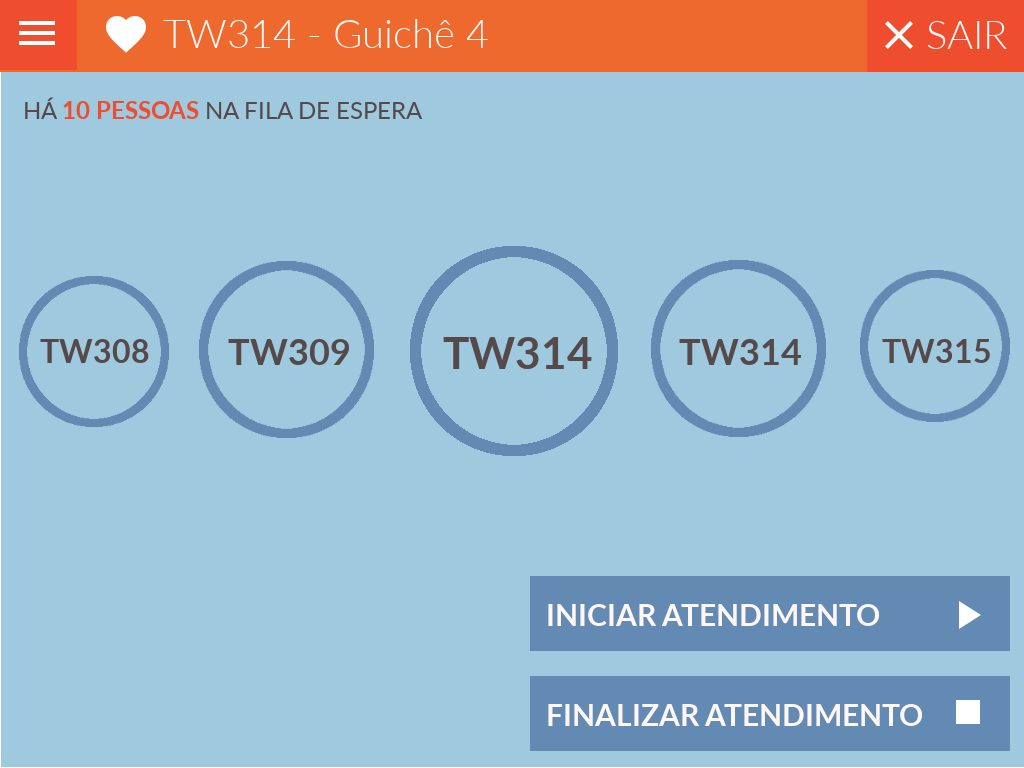 TW314 - Guichê 4
SAIR
HÁ 10 PESSOAS NA FILA DE ESPERA
TW308
TW309
TW314
TW314
TW315
INICIAR ATENDIMENTO
FINALIZAR ATENDIMENTO